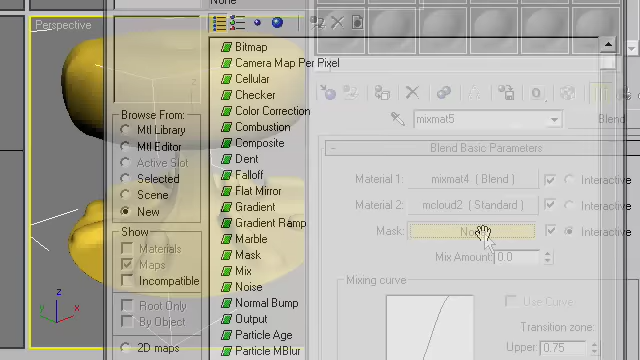 None
Perspective
Browse From:
Mtl Library
Mtl Editor
Active Slot
Selected
Scene
New
Show
Materials
Maps
Incompatible
Root Only
By Object
2D maps
Bitmap
Camera Map Per Pixel
Cellular
Checker
Color Correction
Combustion
Composite
Dent
Falloff
Flat Mirror
Gradient
Gradient Ramp
Marble
Mask
Mix
Noise
Normal Bump
Output
Particle Age
Particle MBlur
mixmat5
Blend
Blend Basic Parameters
Material 1: mixmat4 ( Blend ) Interactive
Material 2: mcloud2 ( Standard ) Interactive
Mask: Interactive
Mix Amount: 0.0
Mixing curve
Use Curve
Transition zone:
Upper: 0.75
z
y
x